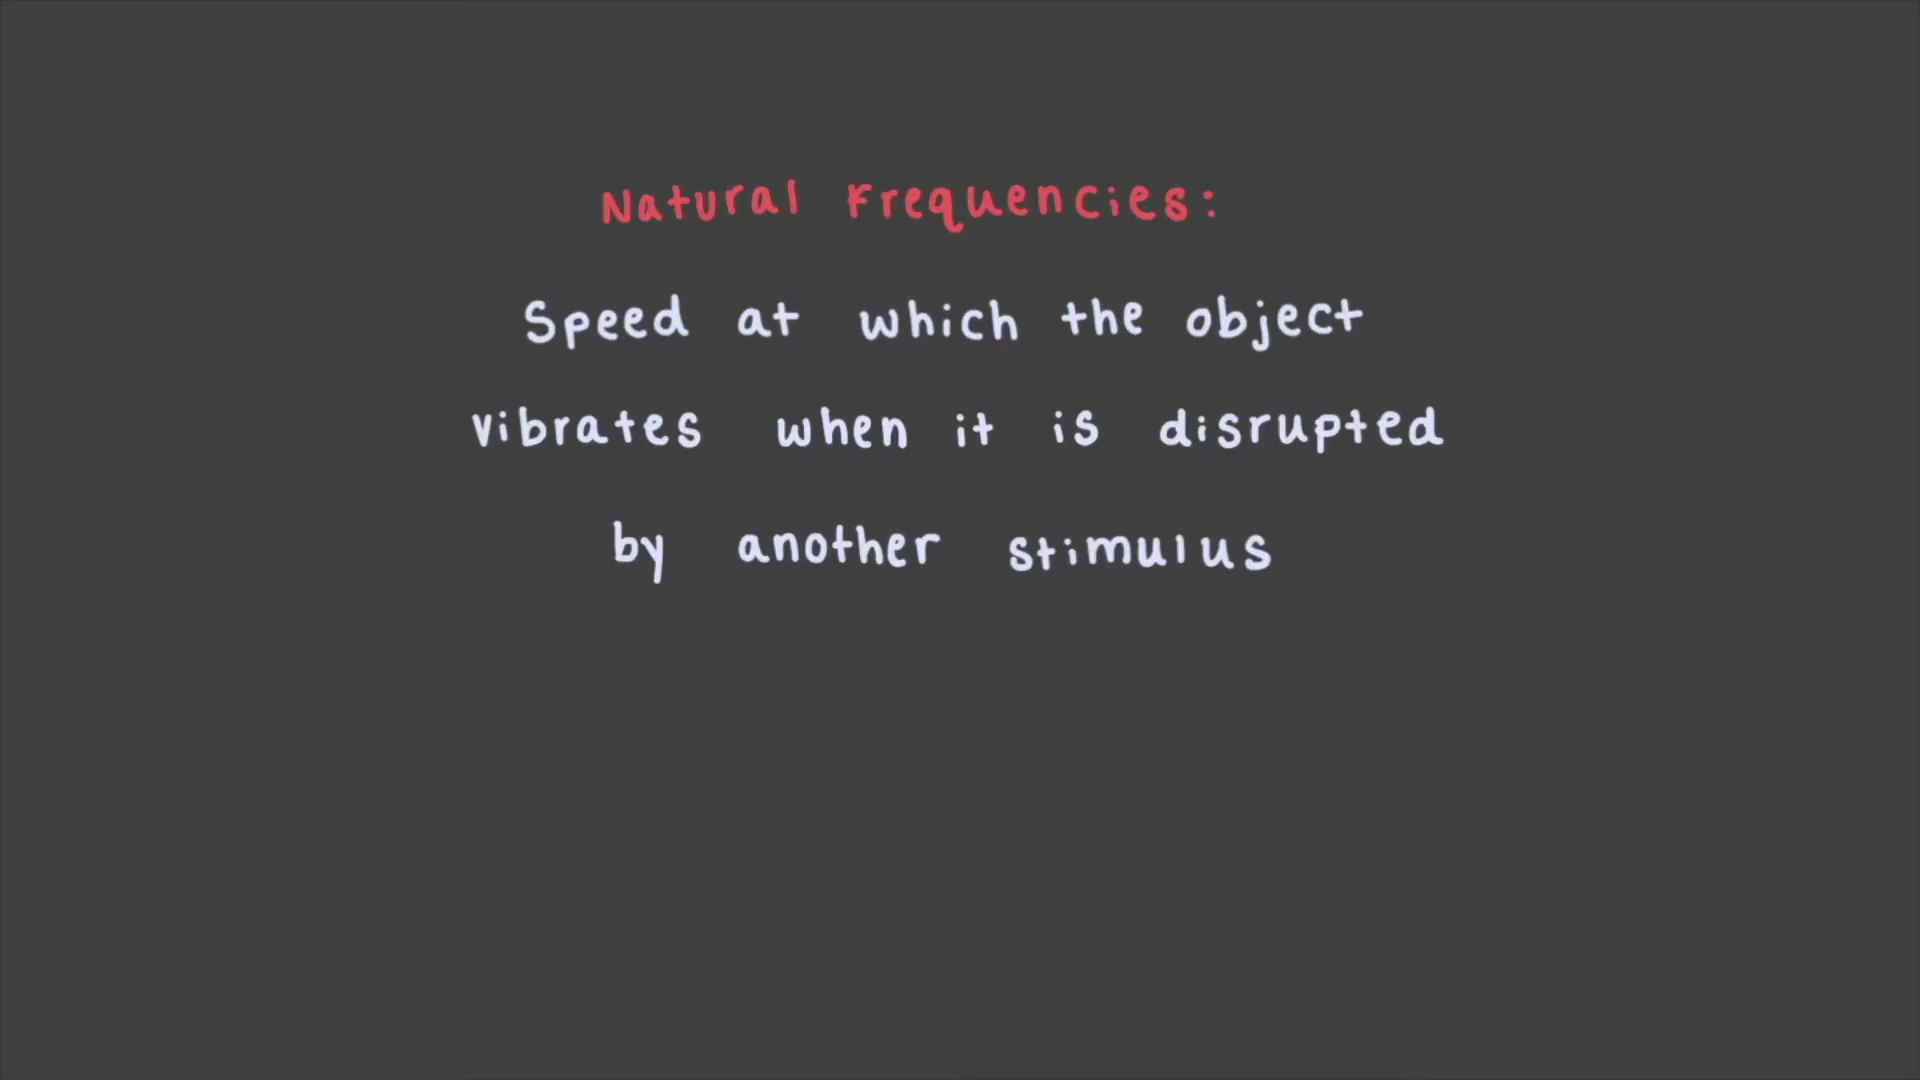 Natural Frequencies:
Speed at which the object
vibrates when it is disrupted
by another stimulus